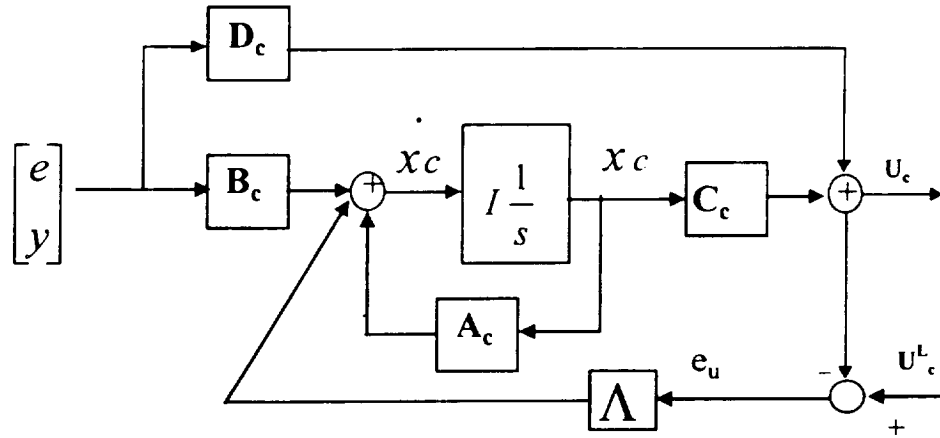 D_c
[e y]
B_c
+
ẋc
I 1/s
xc
C_c
+
U_c
A_c
Λ
e_u
-
U^L_c
+